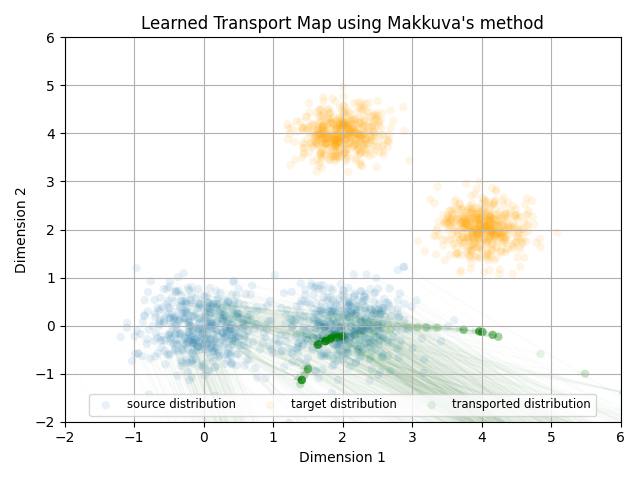 Learned Transport Map using Makkuva's method
6
5
4
3
2
1
0
−1
−2
Dimension 2
source distribution target distribution transported distribution
−2 −1 0 1 2 3 4 5 6
Dimension 1